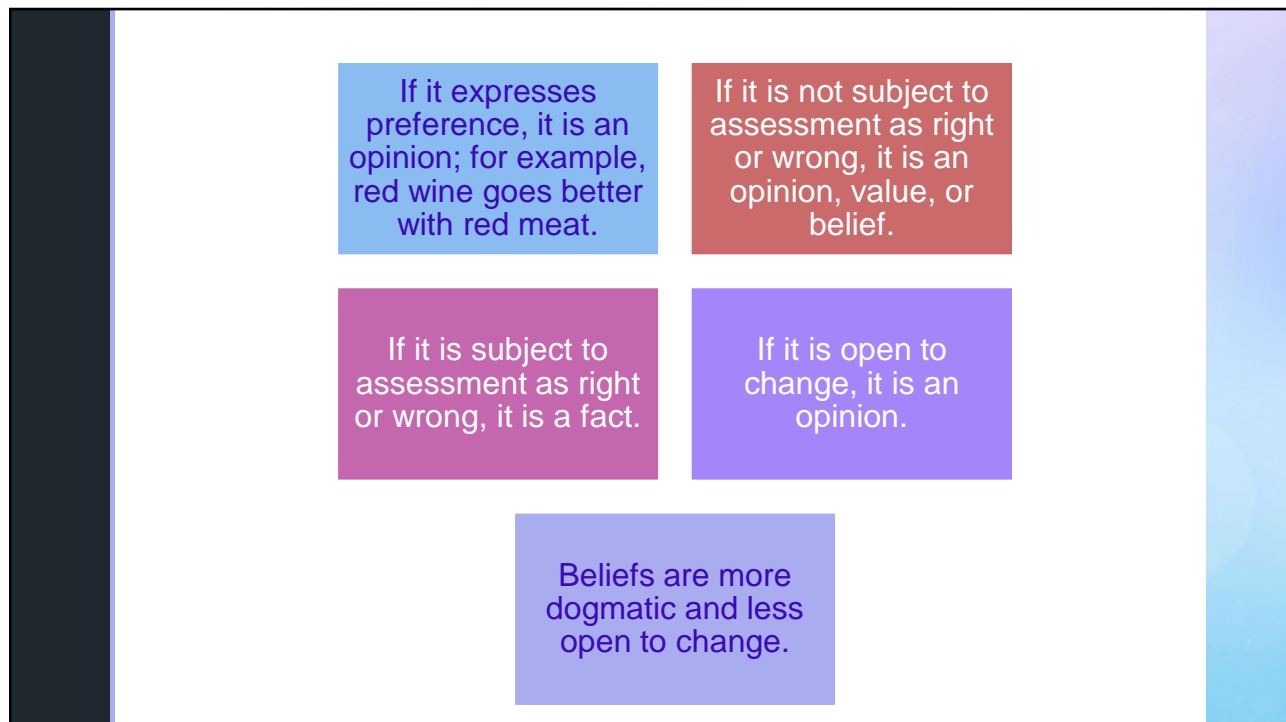 If it expresses
preference, it is an
opinion; for example,
red wine goes better
with red meat.
If it is not subject to
assessment as right
or wrong, it is an
opinion, value, or
belief.
If it is subject to
assessment as right
or wrong, it is a fact.
If it is open to
change, it is an
opinion.
Beliefs are more
dogmatic and less
open to change.